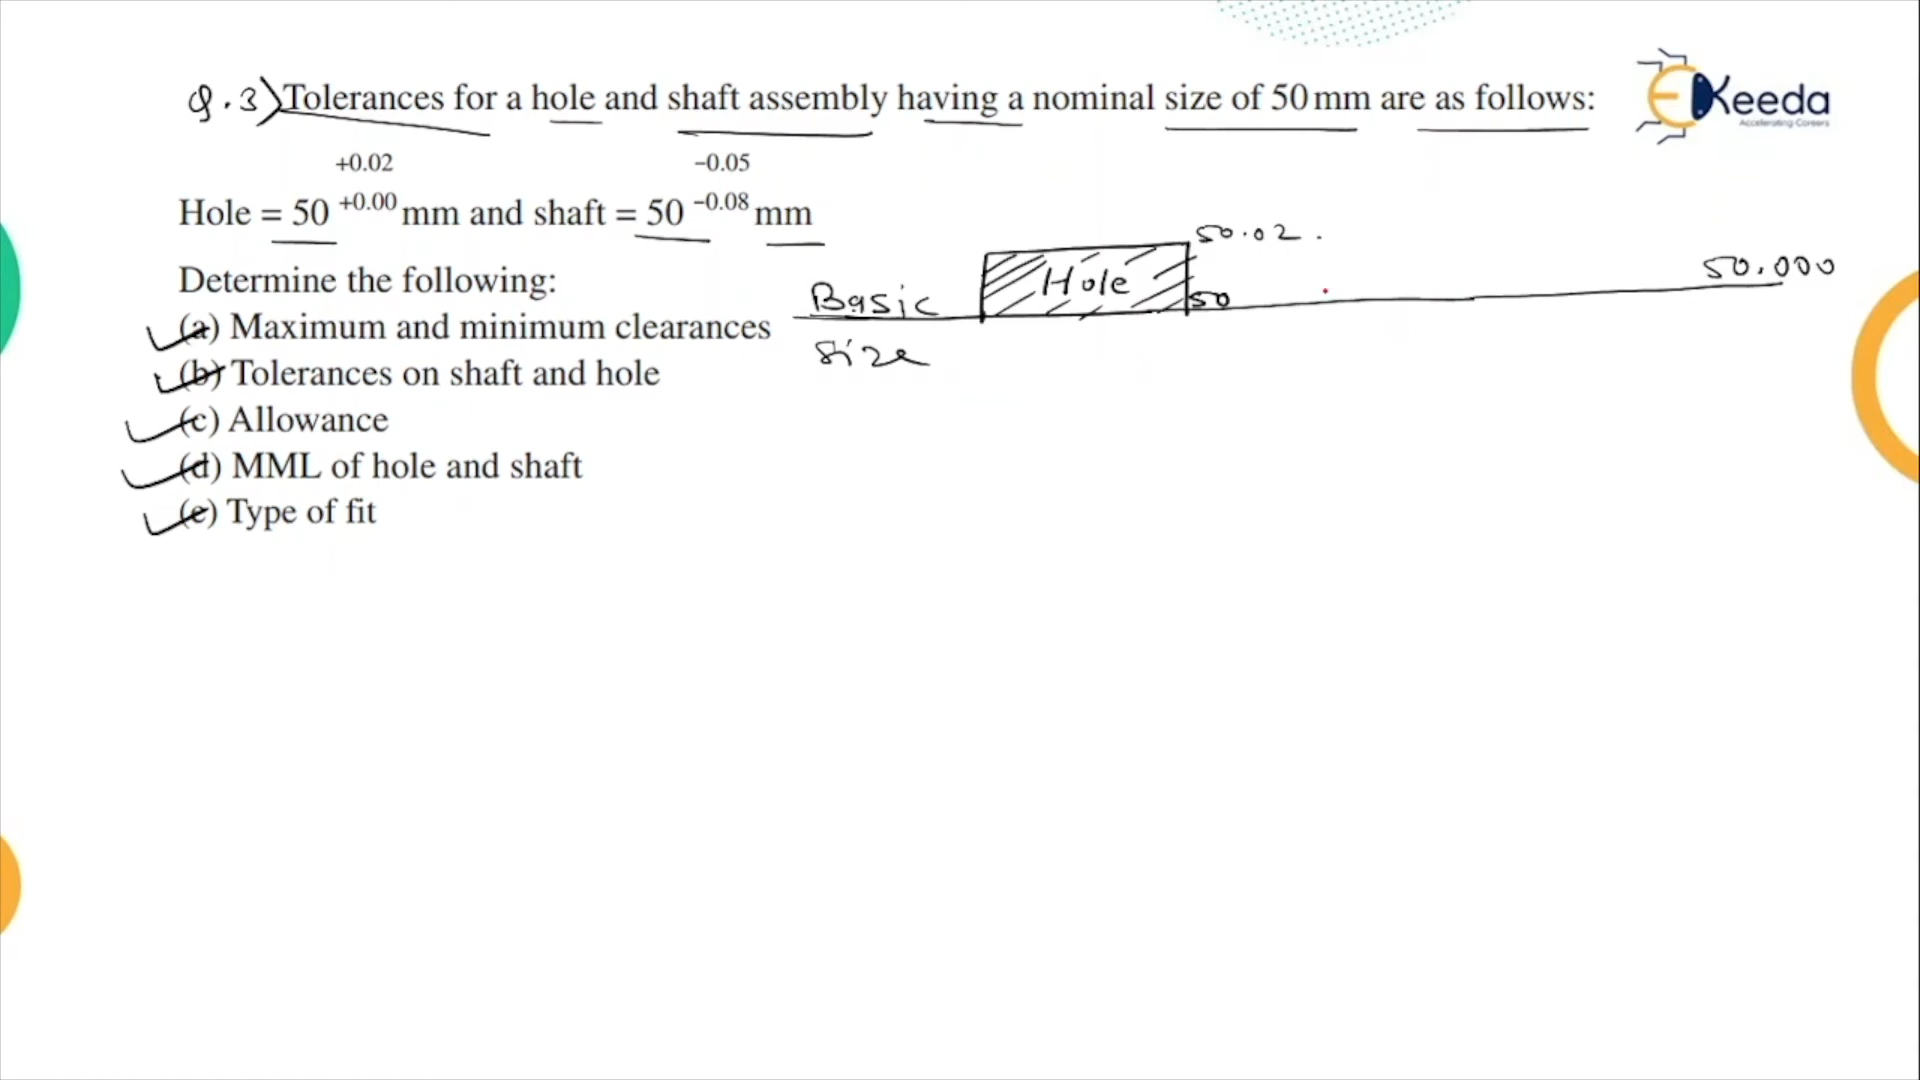 Q.3) Tolerances for a hole and shaft assembly having a nominal size of 50 mm are as follows:
Keeda
Accelerating Careers
+0.02 −0.05
Hole = 50 +0.00 mm and shaft = 50 −0.08 mm
50.02.
50.000
Determine the following:
Hole
Basic
50
(a) Maximum and minimum clearances
Size
(b) Tolerances on shaft and hole
(c) Allowance
(d) MML of hole and shaft
(e) Type of fit